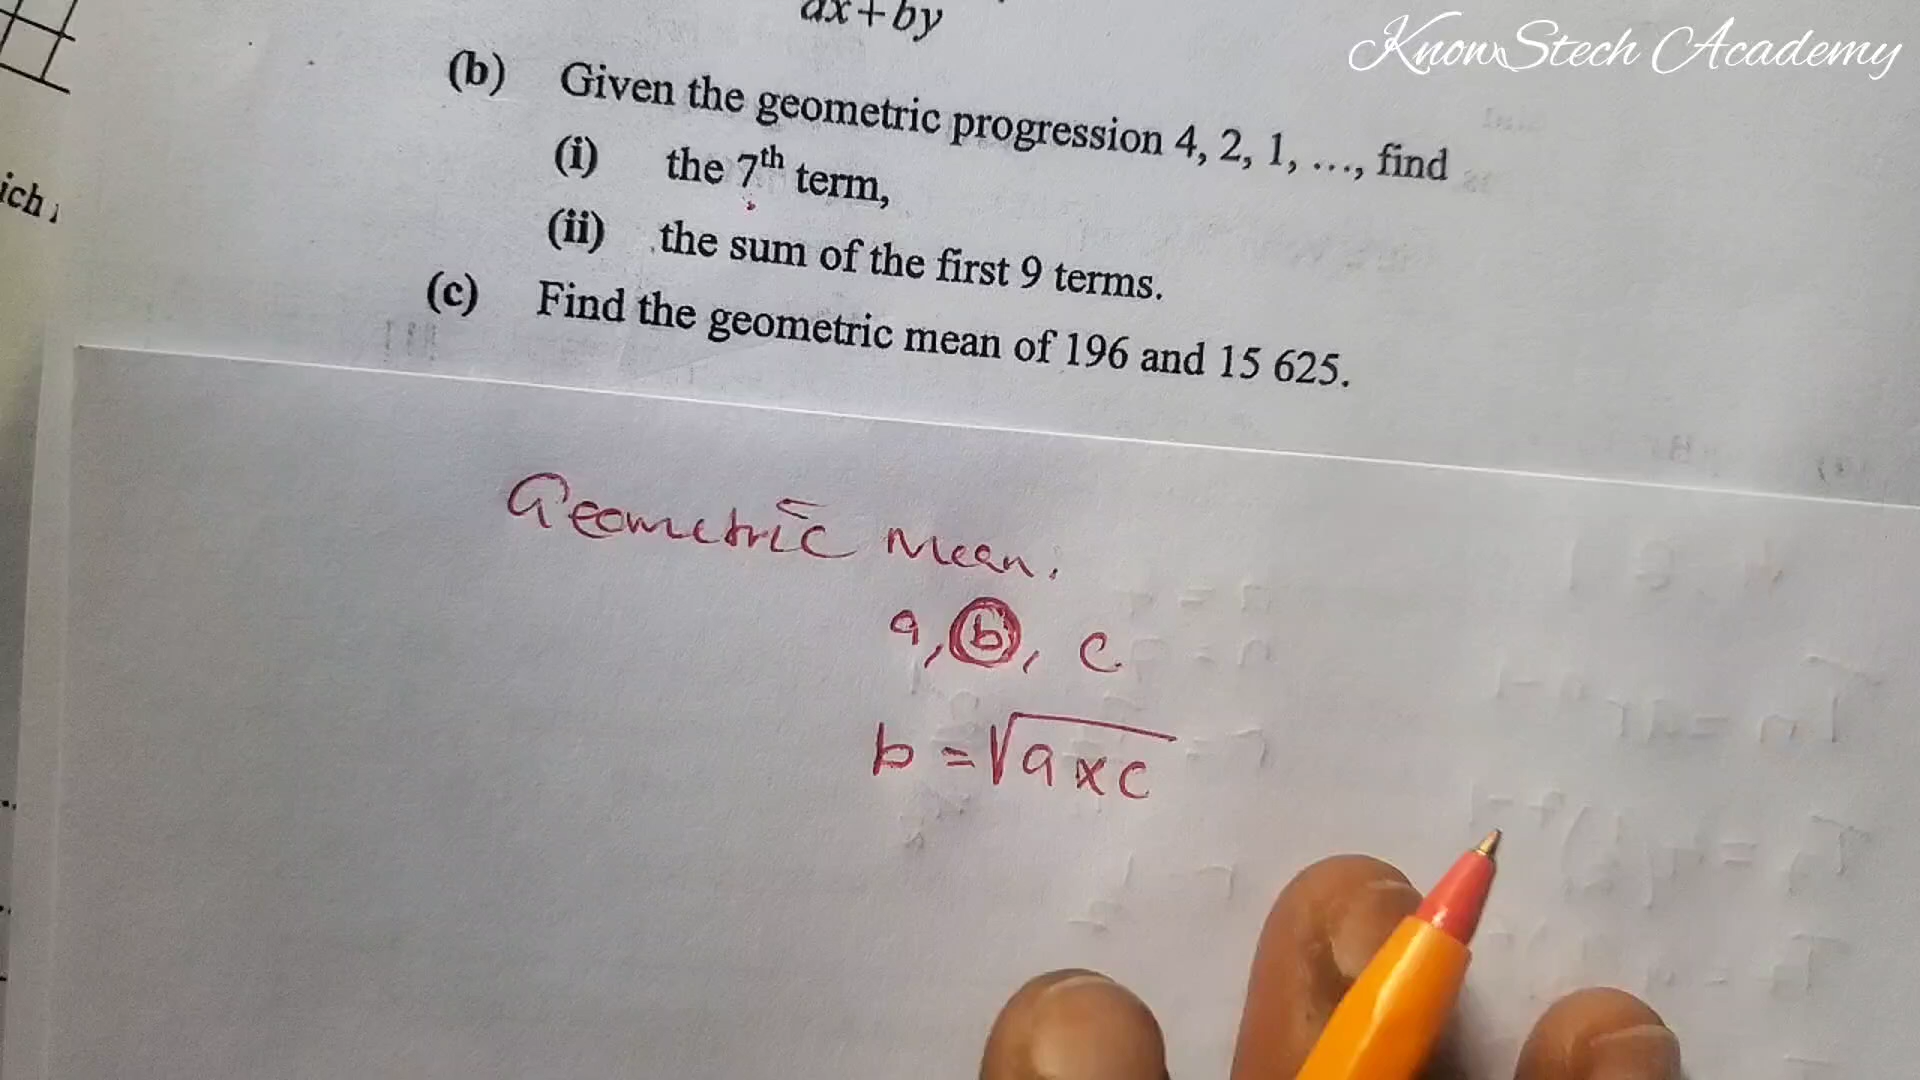 KnowStech Academy
ax+by
(b) Given the geometric progression 4, 2, 1, ..., find
(i) the 7th term,
(ii) the sum of the first 9 terms.
(c) Find the geometric mean of 196 and 15 625.
ich
Geometric Mean.
a, b, c
b = √a×c